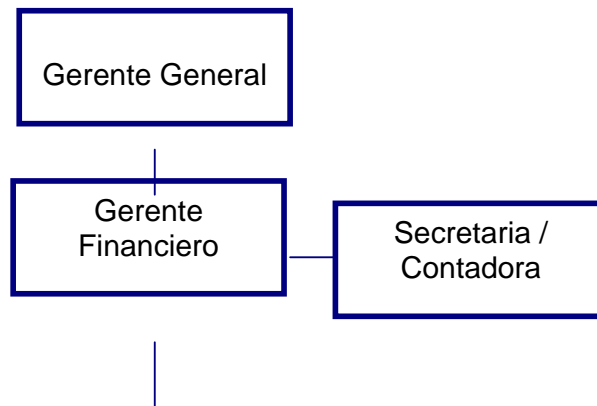 Gerente General
Gerente
Financiero
Secretaria /
Contadora